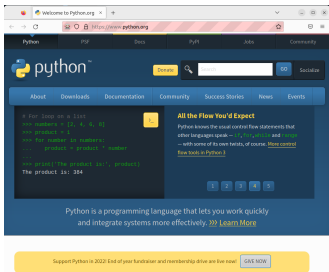 Welcome to Python.org
https://www.python.org
Python
PSF
Docs
PyPI
Jobs
Community
python™
Donate
GO
Socialize
About
Downloads
Documentation
Community
Success Stories
News
Events
# For loop on a list
>>> numbers = [2, 4, 6, 8]
>>> product = 1
>>> for number in numbers:
... product = product * number
...
>>> print('The product is:', product)
The product is: 384
All the Flow You'd Expect
Python knows the usual control flow statements that
other languages speak — if, for, while and range
— with some of its own twists, of course. More control
flow tools in Python 3
1 2 3 4 5
Python is a programming language that lets you work quickly
and integrate systems more effectively. >>> Learn More
Support Python in 2022! End of year fundraiser and membership drive are live now!
GIVE NOW